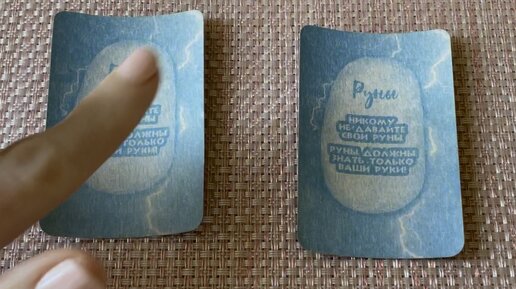 ДОЛЖНЫ
ТОЛЬКО
РУКИ!
Руны
НИКОМУ
НЕ ДАВАЙТЕ
СВОИ РУНЫ.
РУНЫ ДОЛЖНЫ
ЗНАТЬ ТОЛЬКО
ВАШИ РУКИ!